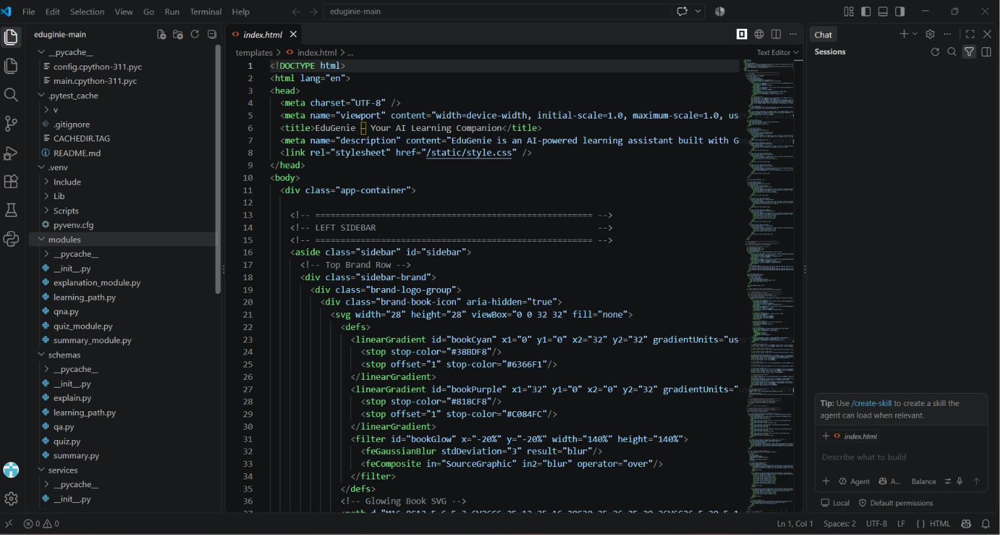 File Edit Selection View Go Run Terminal Help
eduginie-main
eduginie-main
__pycache__
config.cpython-311.pyc
main.cpython-311.pyc
.pytest_cache
v
.gitignore
CACHEDIR.TAG
README.md
.venv
Include
Lib
Scripts
pyvenv.cfg
modules
__pycache__
__init__.py
explanation_module.py
learning_path.py
qna.py
quiz_module.py
summary_module.py
schemas
__pycache__
__init__.py
explain.py
learning_path.py
qa.py
quiz.py
summary.py
services
__pycache__
__init__.py
index.html
templates > index.html > ...
Text Editor
1 <!DOCTYPE html>
2 <html lang="en">
3 <head>
4 <meta charset="UTF-8" />
5 <meta name="viewport" content="width=device-width, initial-scale=1.0, maximum-scale=1.0, us
6 <title>EduGenie – Your AI Learning Companion</title>
7 <meta name="description" content="EduGenie is an AI-powered learning assistant built with G
8 <link rel="stylesheet" href="/static/style.css" />
9 </head>
10 <body>
11 <div class="app-container">
12
13 <!-- ======================================================= -->
14 <!-- LEFT SIDEBAR -->
15 <!-- ======================================================= -->
16 <aside class="sidebar" id="sidebar">
17 <!-- Top Brand Row -->
18 <div class="sidebar-brand">
19 <div class="brand-logo-group">
20 <div class="brand-book-icon" aria-hidden="true">
21 <svg width="28" height="28" viewBox="0 0 32 32" fill="none">
22 <defs>
23 <linearGradient id="bookCyan" x1="0" y1="0" x2="32" y2="32" gradientUnits="us
24 <stop stop-color="#38BDF8"/>
25 <stop offset="1" stop-color="#6366F1"/>
26 </linearGradient>
27 <linearGradient id="bookPurple" x1="32" y1="0" x2="0" y2="32" gradientUnits="
28 <stop stop-color="#818CF8"/>
29 <stop offset="1" stop-color="#C084FC"/>
30 </linearGradient>
31 <filter id="bookGlow" x="-20%" y="-20%" width="140%" height="140%">
32 <feGaussianBlur stdDeviation="3" result="blur"/>
33 <feComposite in="SourceGraphic" in2="blur" operator="over"/>
34 </filter>
35 </defs>
36 <!-- Glowing Book SVG -->
Chat
Sessions
Tip: Use /create-skill to create a skill the
agent can load when relevant.
index.html
Describe what to build
Agent A... Balance
Local Default permissions
0 0
Ln 1, Col 1 Spaces: 2 UTF-8 LF { } HTML